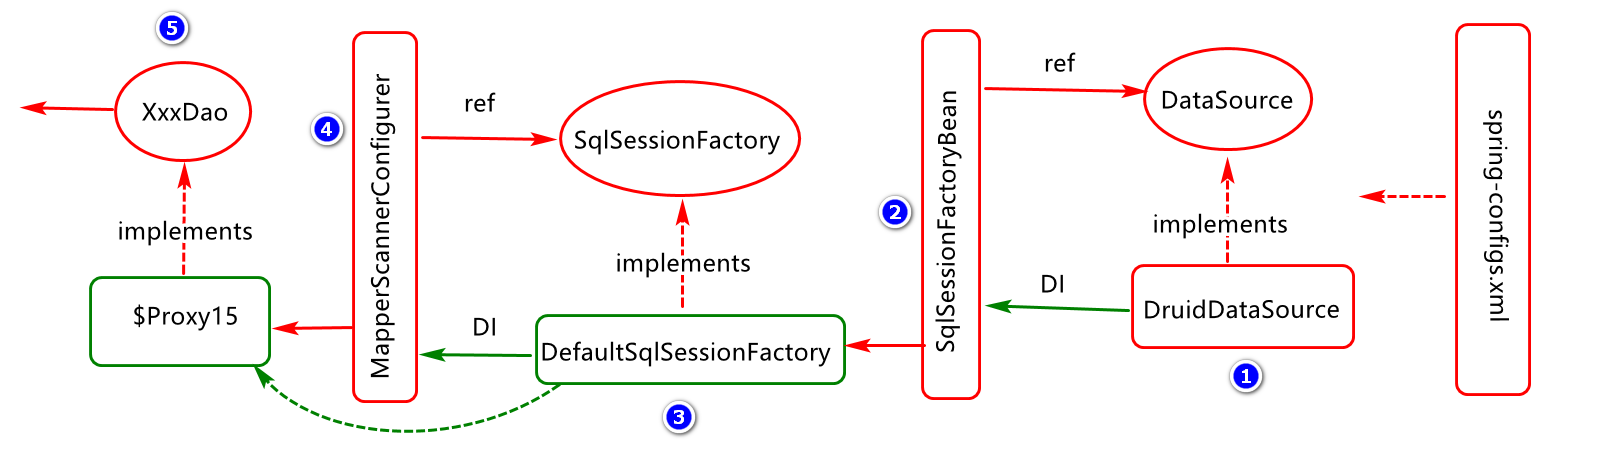 5
XxxDao
implements
$Proxy15
4
MapperScannerConfigurer
ref
SqlSessionFactory
implements
DI
DefaultSqlSessionFactory
3
2
SqlSessionFactoryBean
ref
DataSource
implements
DI
DruidDataSource
1
spring-configs.xml